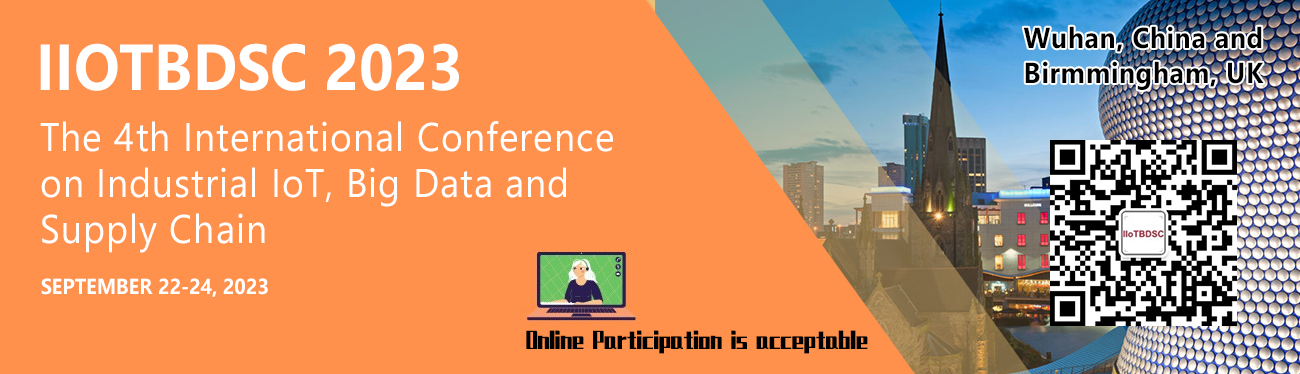 IIOTBDSC 2023
The 4th International Conference
on Industrial IoT, Big Data and
Supply Chain
SEPTEMBER 22-24, 2023
Online Participation is acceptable
Wuhan, China and
Birmmingham, UK
IIoTBDSC